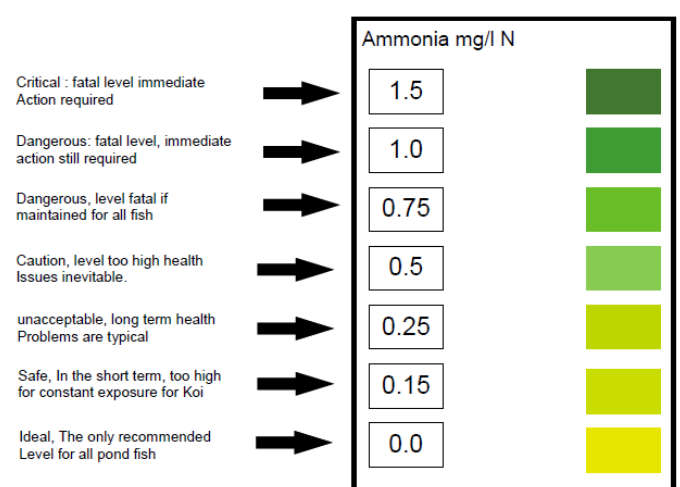 Ammonia mg/l N
Critical : fatal level immediate
Action required
1.5
Dangerous: fatal level, immediate
action still required
1.0
Dangerous, level fatal if
maintained for all fish
0.75
Caution, level too high health
Issues inevitable.
0.5
unacceptable, long term health
Problems are typical
0.25
Safe, In the short term, too high
for constant exposure for Koi
0.15
Ideal, The only recommended
Level for all pond fish
0.0